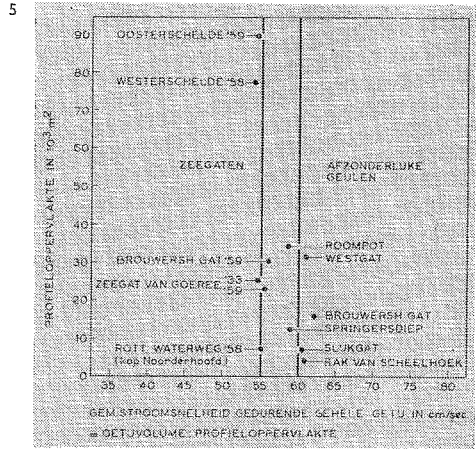 5
90
80
70
60
50
40
30
20
10
0
PROFIELOPPERVLAKTE IN 10³ m²
OOSTERSCHELDE '59
WESTERSCHELDE '58
ZEEGATEN
AFZONDERLIJKE
GEULEN
ROOMPOT
WESTGAT
BROUWERSH GAT '59
ZEEGAT VAN GOEREE '33
'59
BROUWERSH GAT
SPRINGERSDIEP
ROTT. WATERWEG '58
(kop Noorderhoofd)
SLIJKGAT
RAK VAN SCHEELHOEK
35 40 45 50 55 60 65 70 75 80
GEM. STROOMSNELHEID GEDURENDE GEHELE GETIJ IN cm/sec.
= GETIJVOLUME : PROFIELOPPERVLAKTE